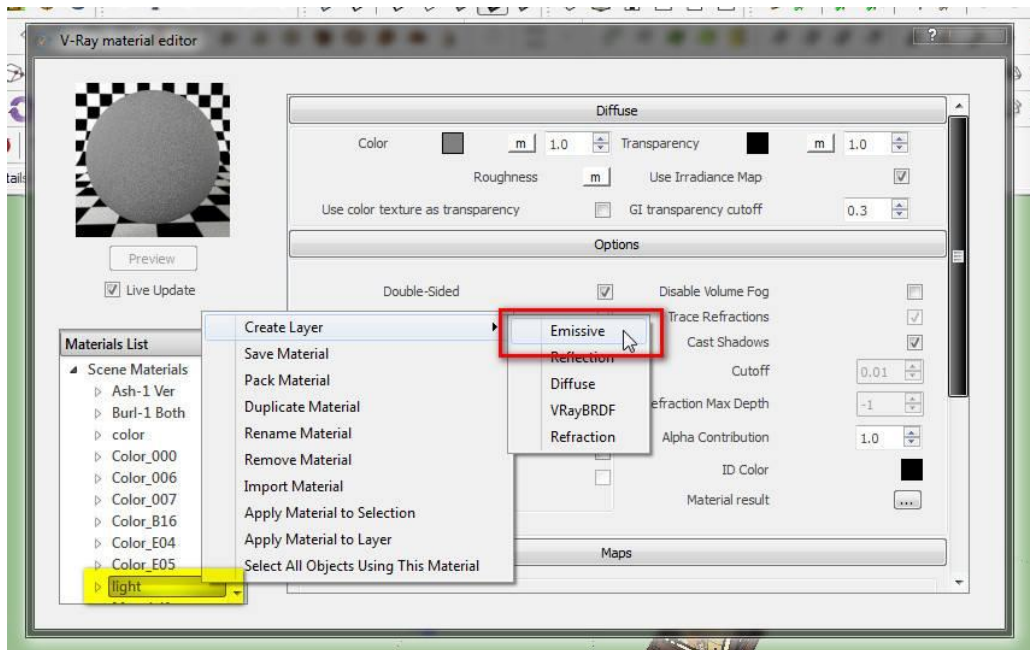 V-Ray material editor
?
Diffuse
Color m 1.0 Transparency m 1.0
Roughness m Use Irradiance Map
Use color texture as transparency GI transparency cutoff 0.3
Preview
Options
Live Update
Double-Sided Disable Volume Fog
Trace Refractions
Cast Shadows
Cutoff 0.01
efraction Max Depth -1
Alpha Contribution 1.0
ID Color
Material result ...
Maps
Materials List
Scene Materials
Ash-1 Ver
Burl-1 Both
color
Color_000
Color_006
Color_007
Color_B16
Color_E04
Color_E05
light
Create Layer
Save Material
Pack Material
Duplicate Material
Rename Material
Remove Material
Import Material
Apply Material to Selection
Apply Material to Layer
Select All Objects Using This Material
Emissive
Reflection
Diffuse
VRayBRDF
Refraction
tails